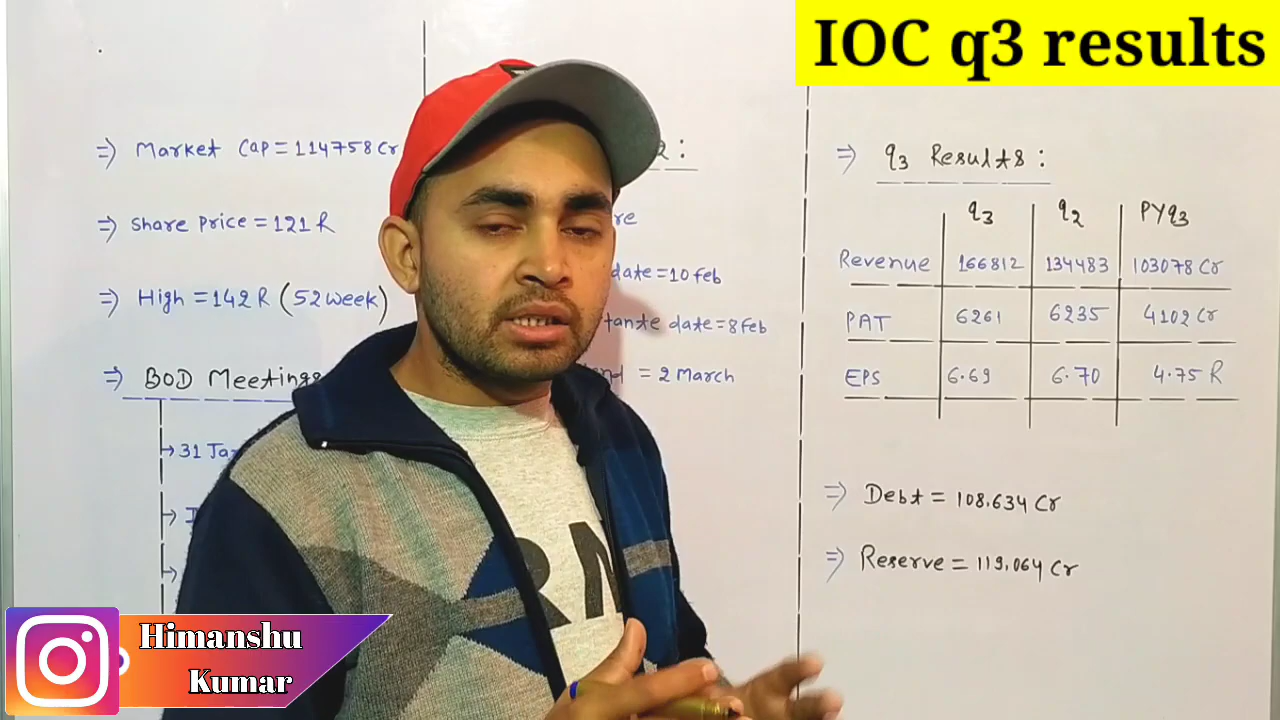 IOC q3 results
⇒ Market Cap = 114758 Cr
⇒ Share Price = 121 R
⇒ High = 142 R (52 week)
⇒ BOD Meetings
→ 31
2 :
re
date = 10 feb
date = 8 Feb
= 2 March
⇒ q3 Results :
q3 q2 PYq3
Revenue 166812 134483 103078 Cr
PAT 6261 6235 4102 Cr
EPS 6.69 6.70 4.75 R
⇒ Debt = 108.634 Cr
⇒ Reserve = 119.064 Cr
Himanshu
Kumar